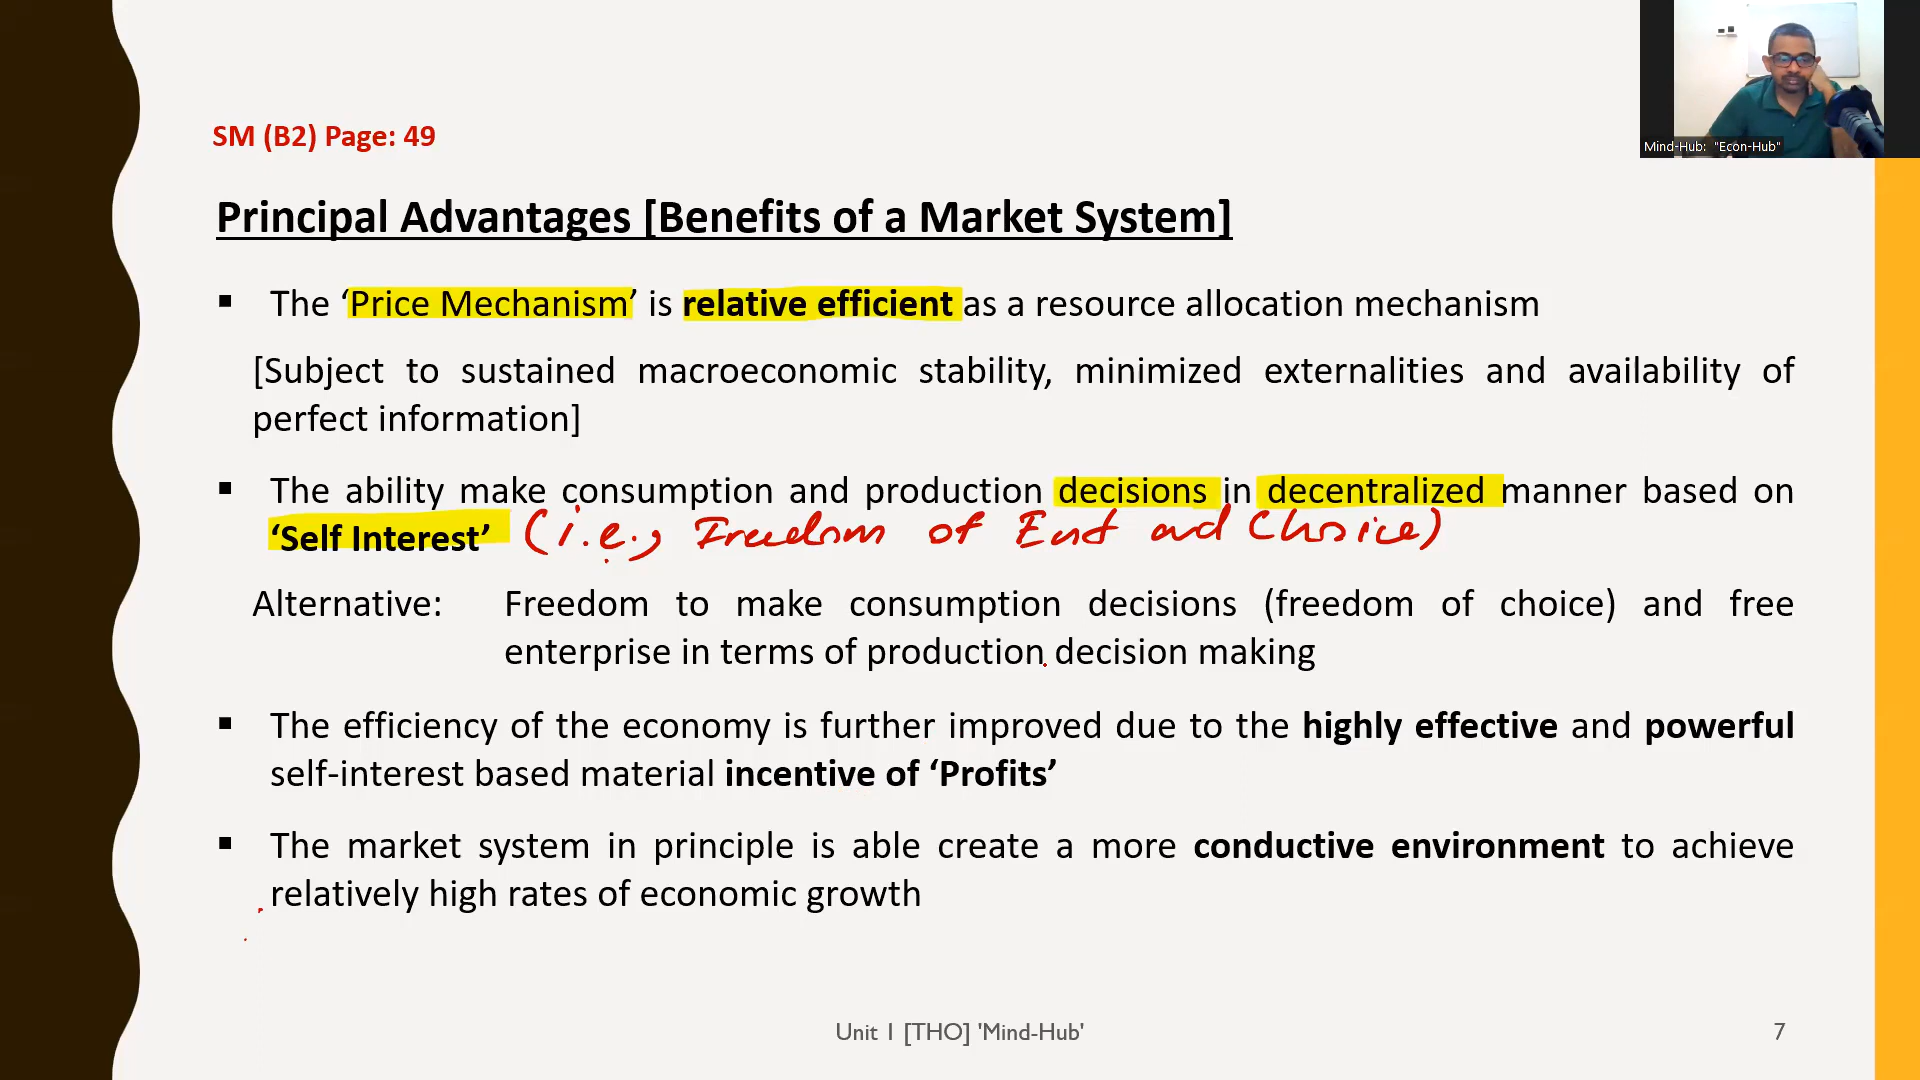 Mind-Hub: "Econ-Hub"
SM (B2) Page: 49
Principal Advantages [Benefits of a Market System]
▪ The ‘Price Mechanism’ is relative efficient as a resource allocation mechanism
[Subject to sustained macroeconomic stability, minimized externalities and availability of
perfect information]
▪ The ability make consumption and production decisions in decentralized manner based on
‘Self Interest’ (i.e., Freedom of Ent and Choice)
Alternative: Freedom to make consumption decisions (freedom of choice) and free
enterprise in terms of production decision making
▪ The efficiency of the economy is further improved due to the highly effective and powerful
self-interest based material incentive of ‘Profits’
▪ The market system in principle is able create a more conductive environment to achieve
relatively high rates of economic growth
Unit 1 [THO] 'Mind-Hub' 7